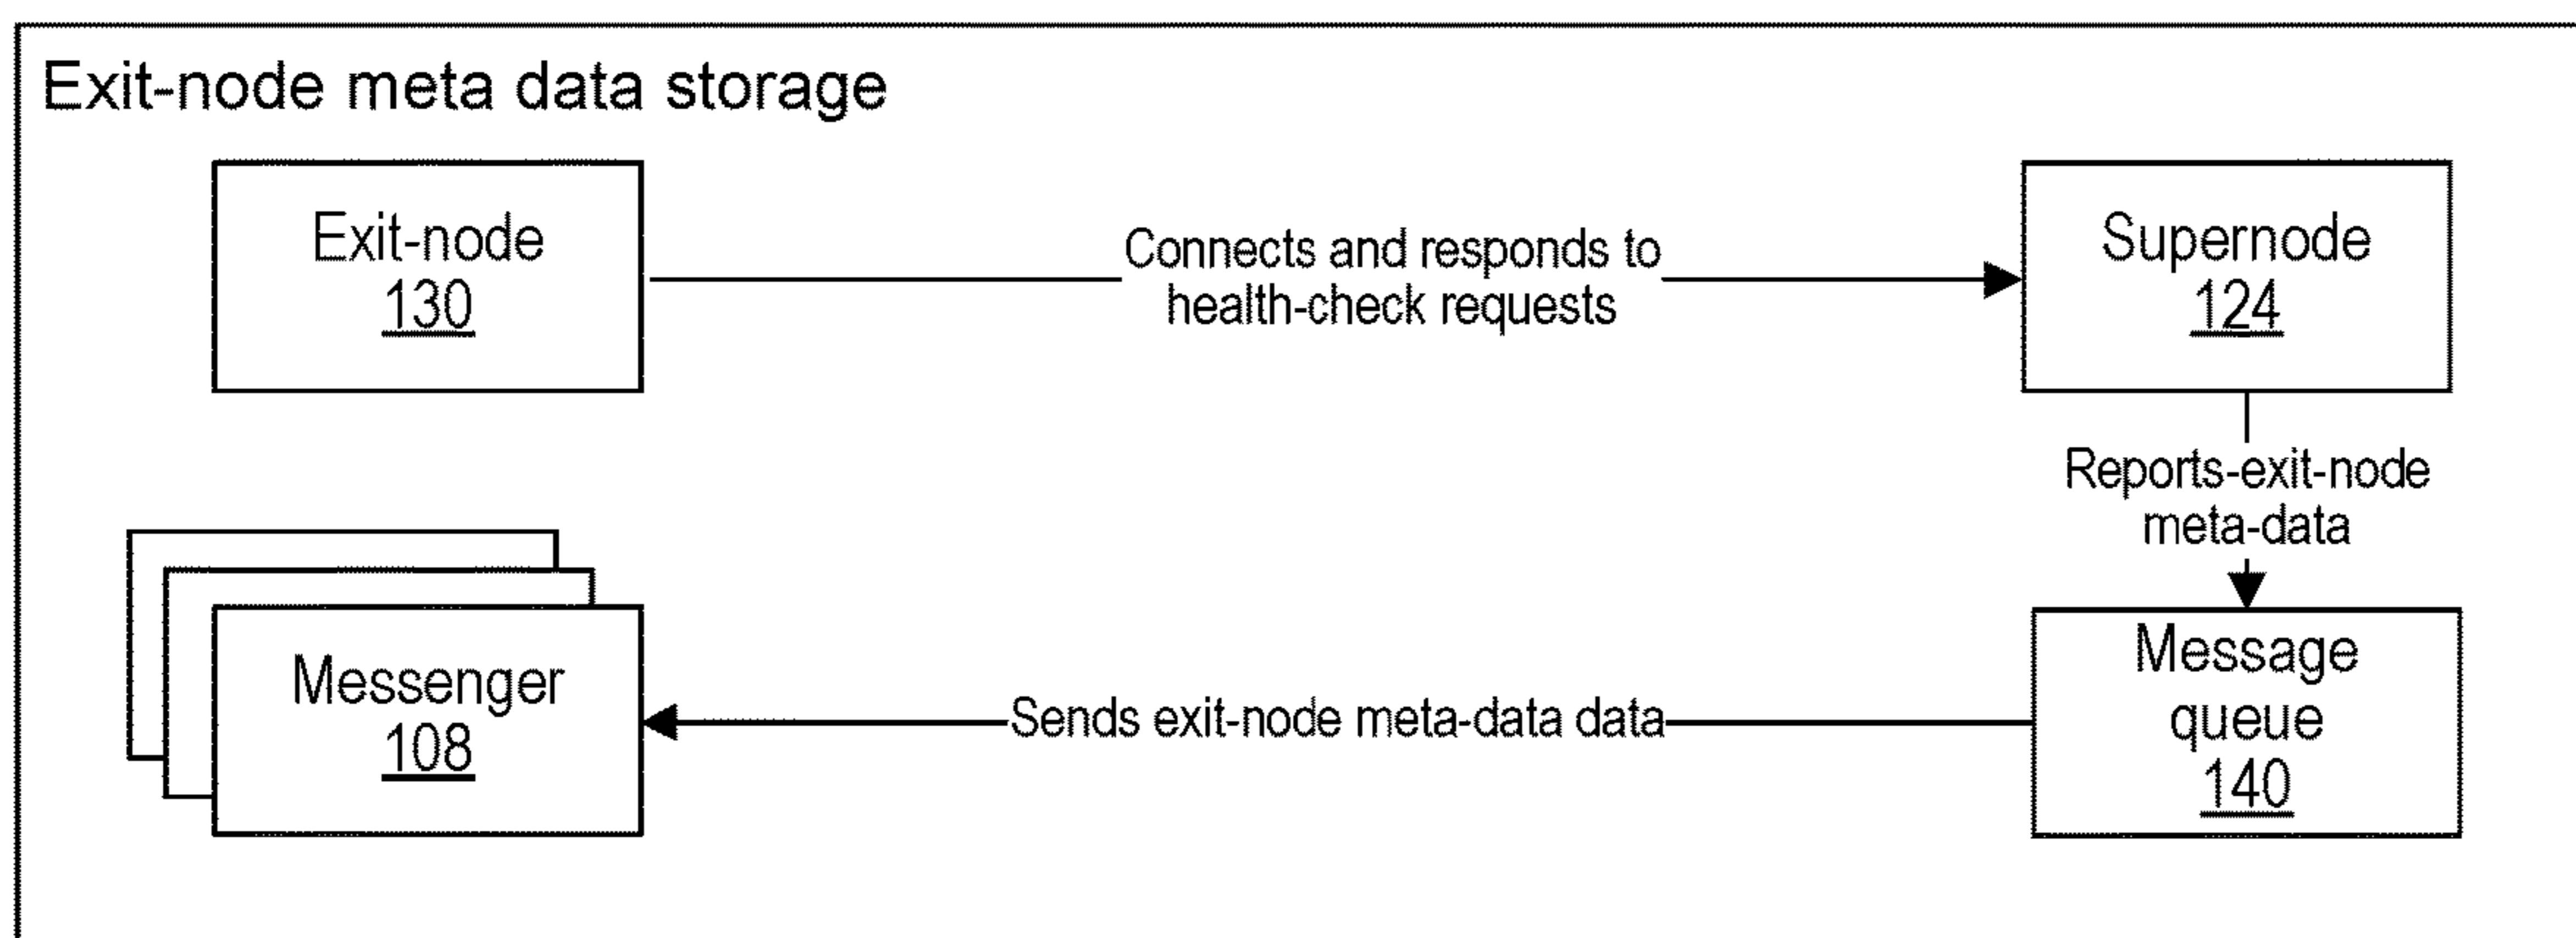 Exit-node meta data storage
Exit-node
130
Connects and responds to
health-check requests
Supernode
124
Reports-exit-node
meta-data
Messenger
108
Sends exit-node meta-data data
Message
queue
140